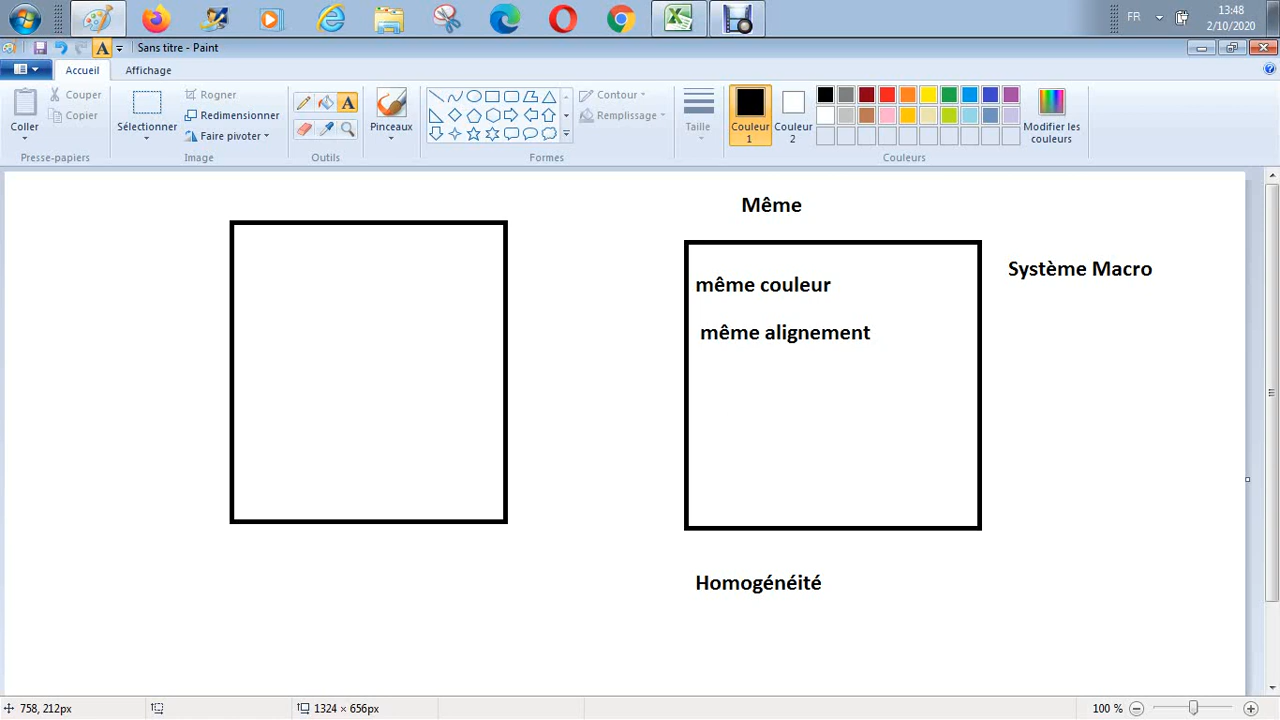 FR
13:48
2/10/2020
Sans titre - Paint
Accueil
Affichage
Coller
Couper
Copier
Presse-papiers
Sélectionner
Rogner
Redimensionner
Faire pivoter
Image
A
Outils
Pinceaux
Contour
Remplissage
Formes
Taille
Couleur 1
Couleur 2
Modifier les couleurs
Couleurs
Même
Système Macro
même couleur
même alignement
Homogénéité
758, 212px
1324 × 656px
100 %